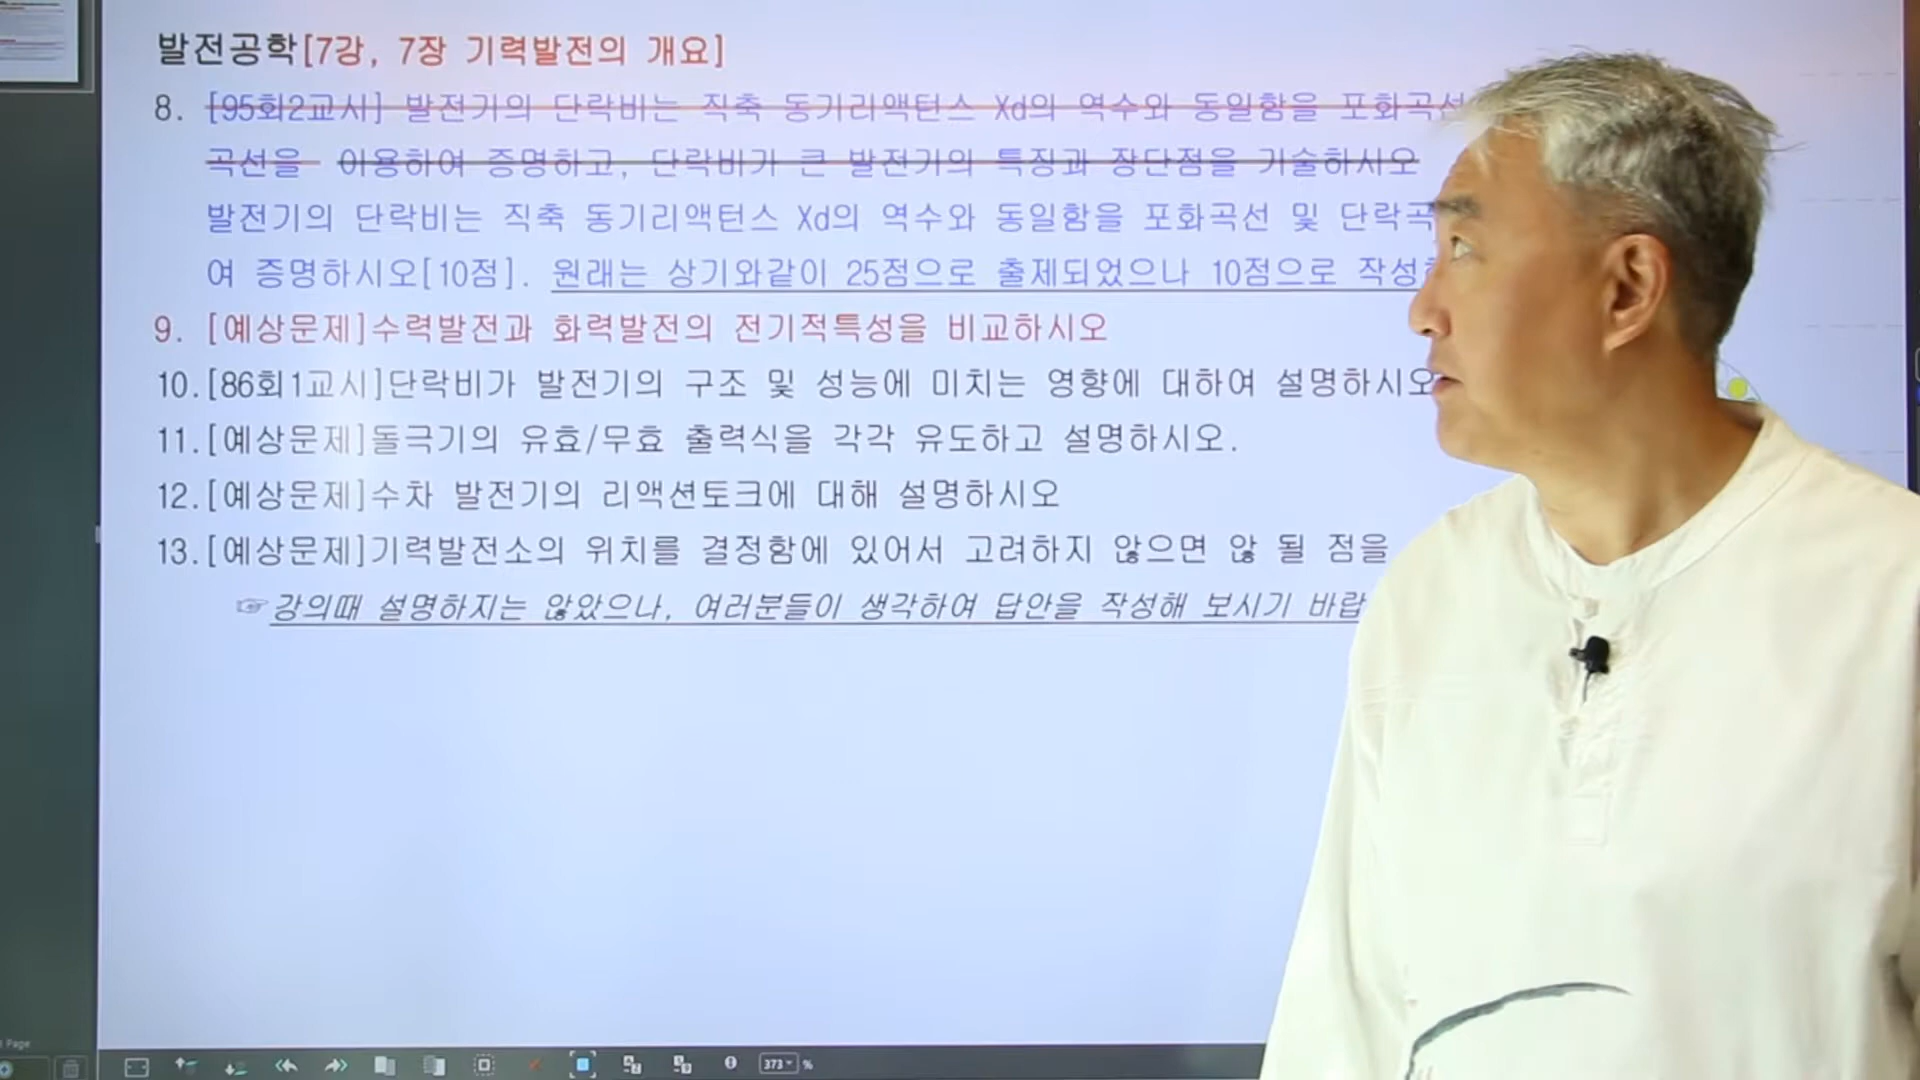 발전공학[7강, 7장 기력발전의 개요]
8. [95회2교시] 발전기의 단락비는 직축 동기리액턴스 Xd의 역수와 동일함을 포화곡선
곡선을 이용하여 증명하고, 단락비가 큰 발전기의 특징과 장단점을 기술하시오
발전기의 단락비는 직축 동기리액턴스 Xd의 역수와 동일함을 포화곡선 및 단락곡
여 증명하시오[10점]. 원래는 상기와같이 25점으로 출제되었으나 10점으로 작성
9. [예상문제]수력발전과 화력발전의 전기적특성을 비교하시오
10.[86회1교시]단락비가 발전기의 구조 및 성능에 미치는 영향에 대하여 설명하시오
11.[예상문제]돌극기의 유효/무효 출력식을 각각 유도하고 설명하시오.
12.[예상문제]수차 발전기의 리액션토크에 대해 설명하시오
13.[예상문제]기력발전소의 위치를 결정함에 있어서 고려하지 않으면 않 될 점을
☞강의때 설명하지는 않았으나, 여러분들이 생각하여 답안을 작성해 보시기 바랍
Page
373 %